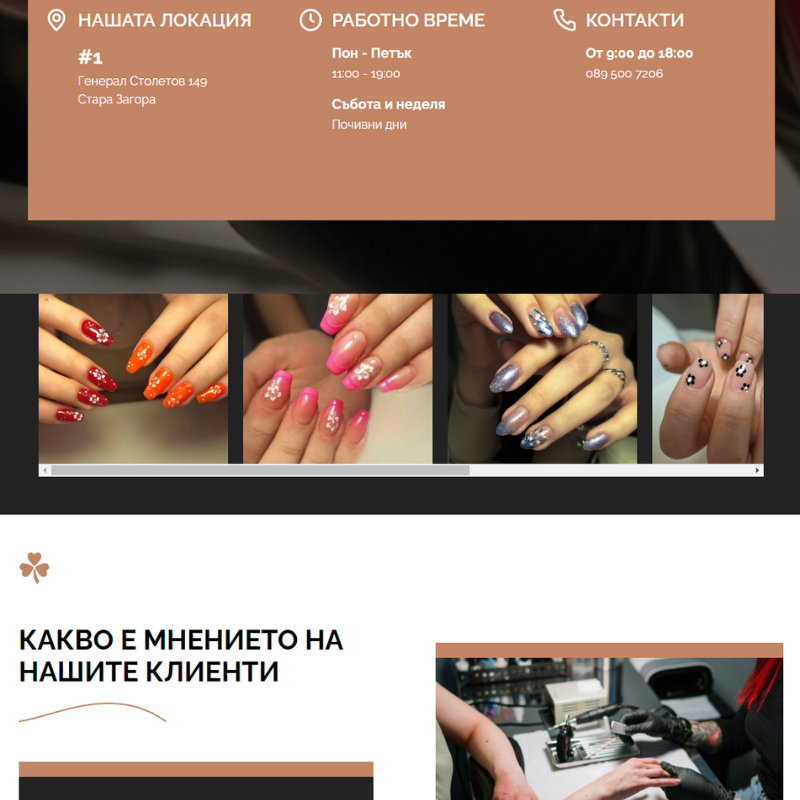 НАШАТА ЛОКАЦИЯ
#1
Генерал Столетов 149
Стара Загора
РАБОТНО ВРЕМЕ
Пон - Петък
11:00 - 19:00
Събота и неделя
Почивни дни
КОНТАКТИ
От 9:00 до 18:00
089 500 7206
КАКВО Е МНЕНИЕТО НА
НАШИТЕ КЛИЕНТИ